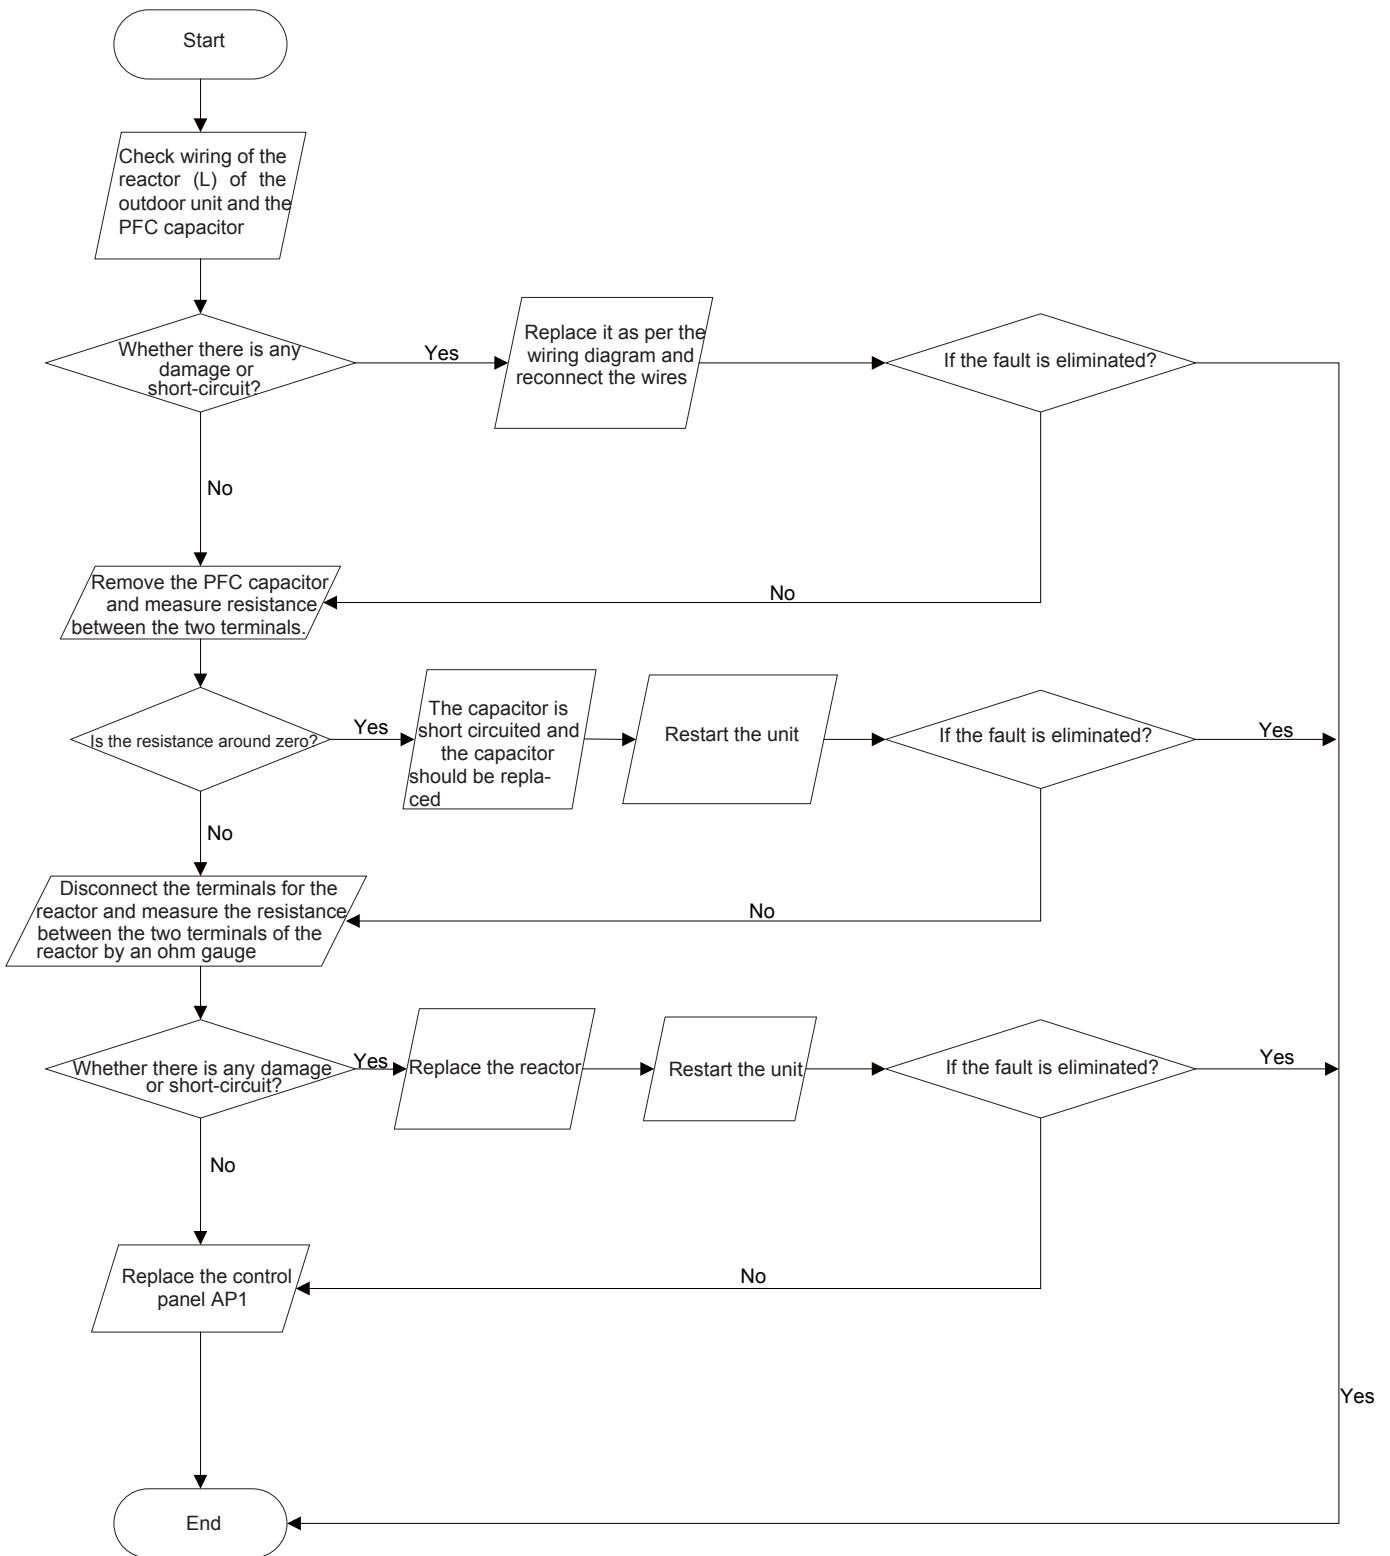 Start
Check wiring of the
reactor (L) of the
outdoor unit and the
PFC capacitor
Whether there is any
damage or
short-circuit?
Yes
Replace it as per the
wiring diagram and
reconnect the wires
If the fault is eliminated?
No
Remove the PFC capacitor
and measure resistance
between the two terminals.
No
Is the resistance around zero?
Yes
The capacitor is
short circuited and
the capacitor
should be repla-
ced
Restart the unit
If the fault is eliminated?
Yes
No
Disconnect the terminals for the
reactor and measure the resistance
between the two terminals of the
reactor by an ohm gauge
No
Whether there is any damage
or short-circuit?
Yes
Replace the reactor
Restart the unit
If the fault is eliminated?
Yes
No
Replace the control
panel AP1
No
Yes
End